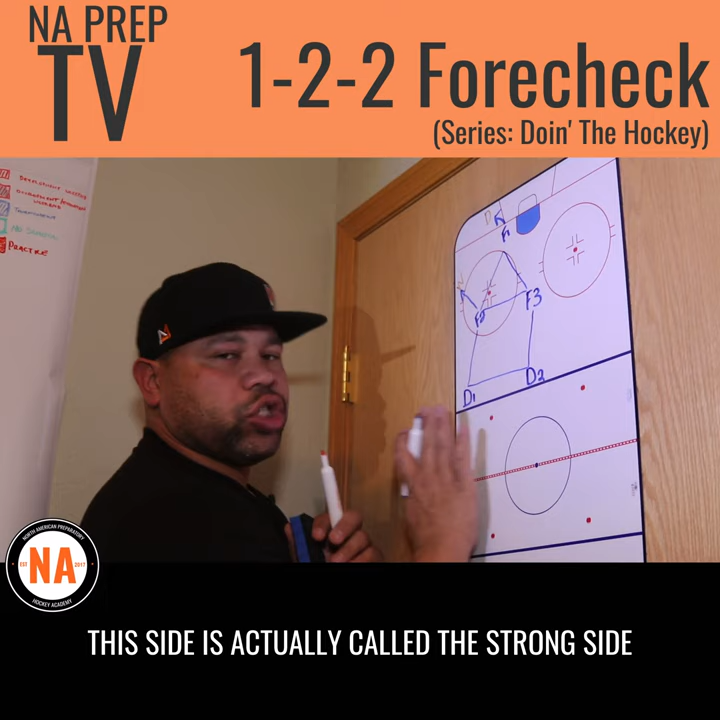 NA PREP
TV
1-2-2 Forecheck
(Series: Doin' The Hockey)
PRACTICE
F1
F2
F3
D1
D2
NORTH AMERICAN PREPARATORY
EST
NA
2017
HOCKEY ACADEMY
THIS SIDE IS ACTUALLY CALLED THE STRONG SIDE